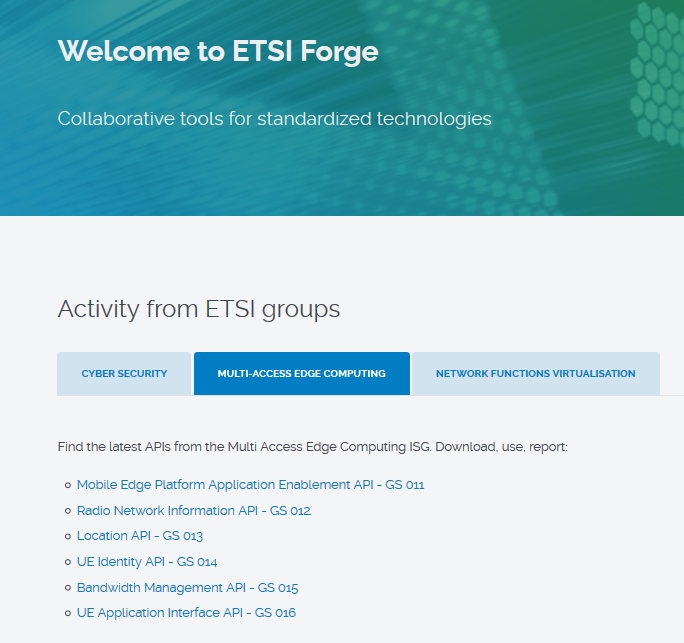 Welcome to ETSI Forge
Collaborative tools for standardized technologies
Activity from ETSI groups
CYBER SECURITY
MULTI-ACCESS EDGE COMPUTING
NETWORK FUNCTIONS VIRTUALISATION
Find the latest APIs from the Multi Access Edge Computing ISG. Download, use, report:
Mobile Edge Platform Application Enablement API - GS 011
Radio Network Information API - GS 012
Location API - GS 013
UE Identity API - GS 014
Bandwidth Management API - GS 015
UE Application Interface API - GS 016